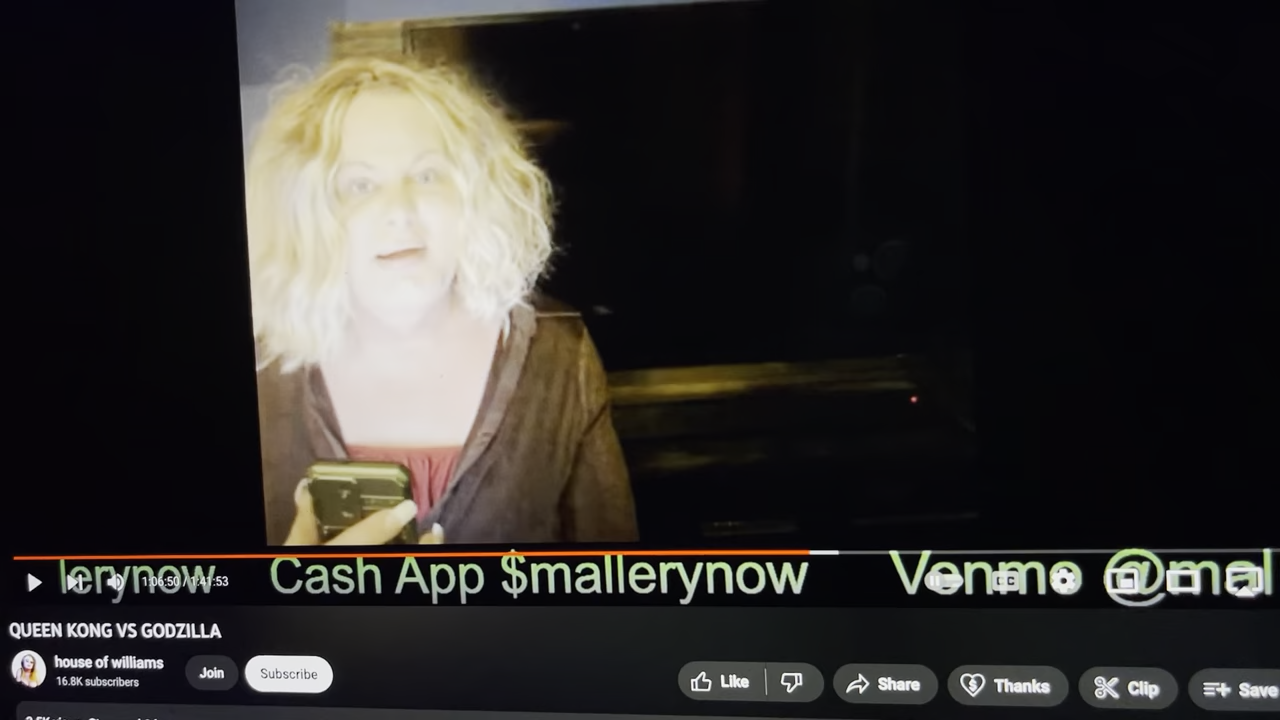 lerynow Cash App $mallerynow Venmo @mal
1:06:50 / 1:41:53
CC
QUEEN KONG VS GODZILLA
house of williams
16.8K subscribers
Join
Subscribe
Like
Share
Thanks
Clip
Save